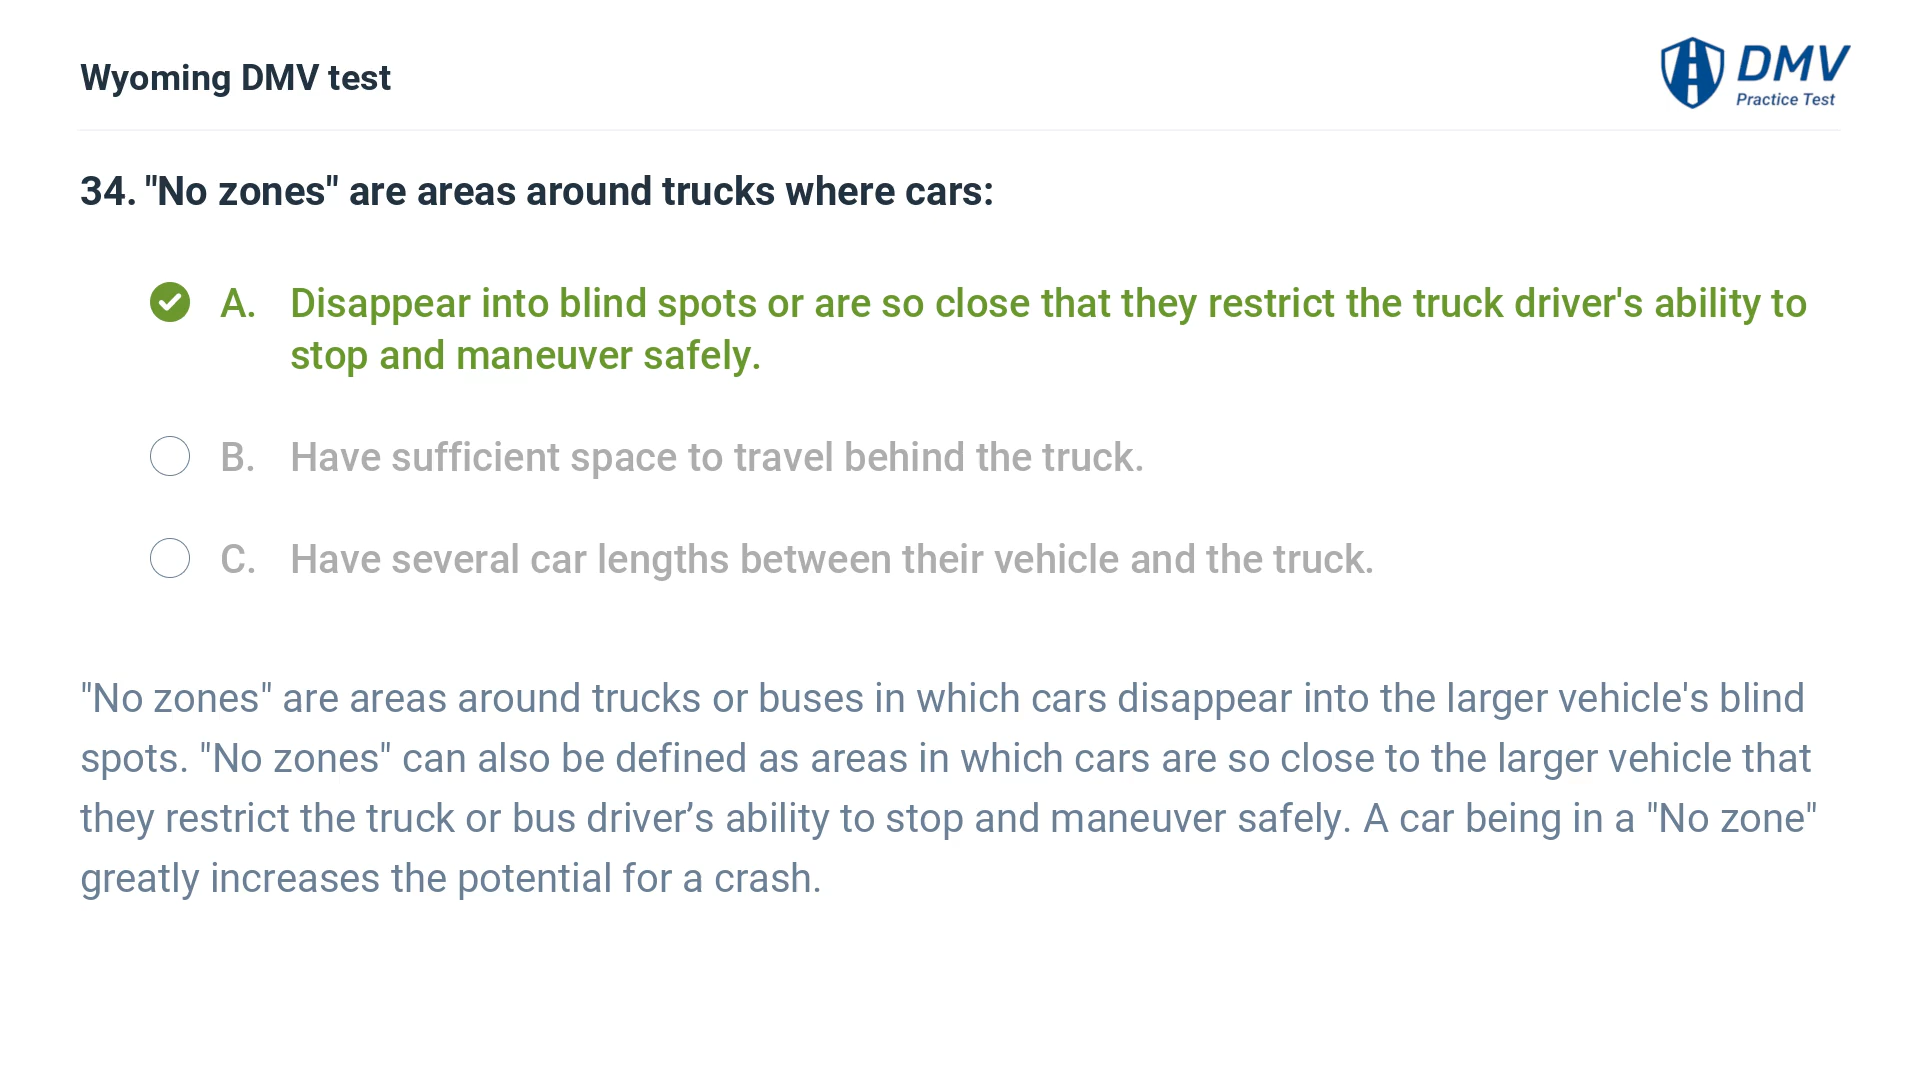 Wyoming DMV test
DMV
Practice Test
34. "No zones" are areas around trucks where cars:
A. Disappear into blind spots or are so close that they restrict the truck driver's ability to
stop and maneuver safely.
B. Have sufficient space to travel behind the truck.
C. Have several car lengths between their vehicle and the truck.
"No zones" are areas around trucks or buses in which cars disappear into the larger vehicle's blind
spots. "No zones" can also be defined as areas in which cars are so close to the larger vehicle that
they restrict the truck or bus driver’s ability to stop and maneuver safely. A car being in a "No zone"
greatly increases the potential for a crash.